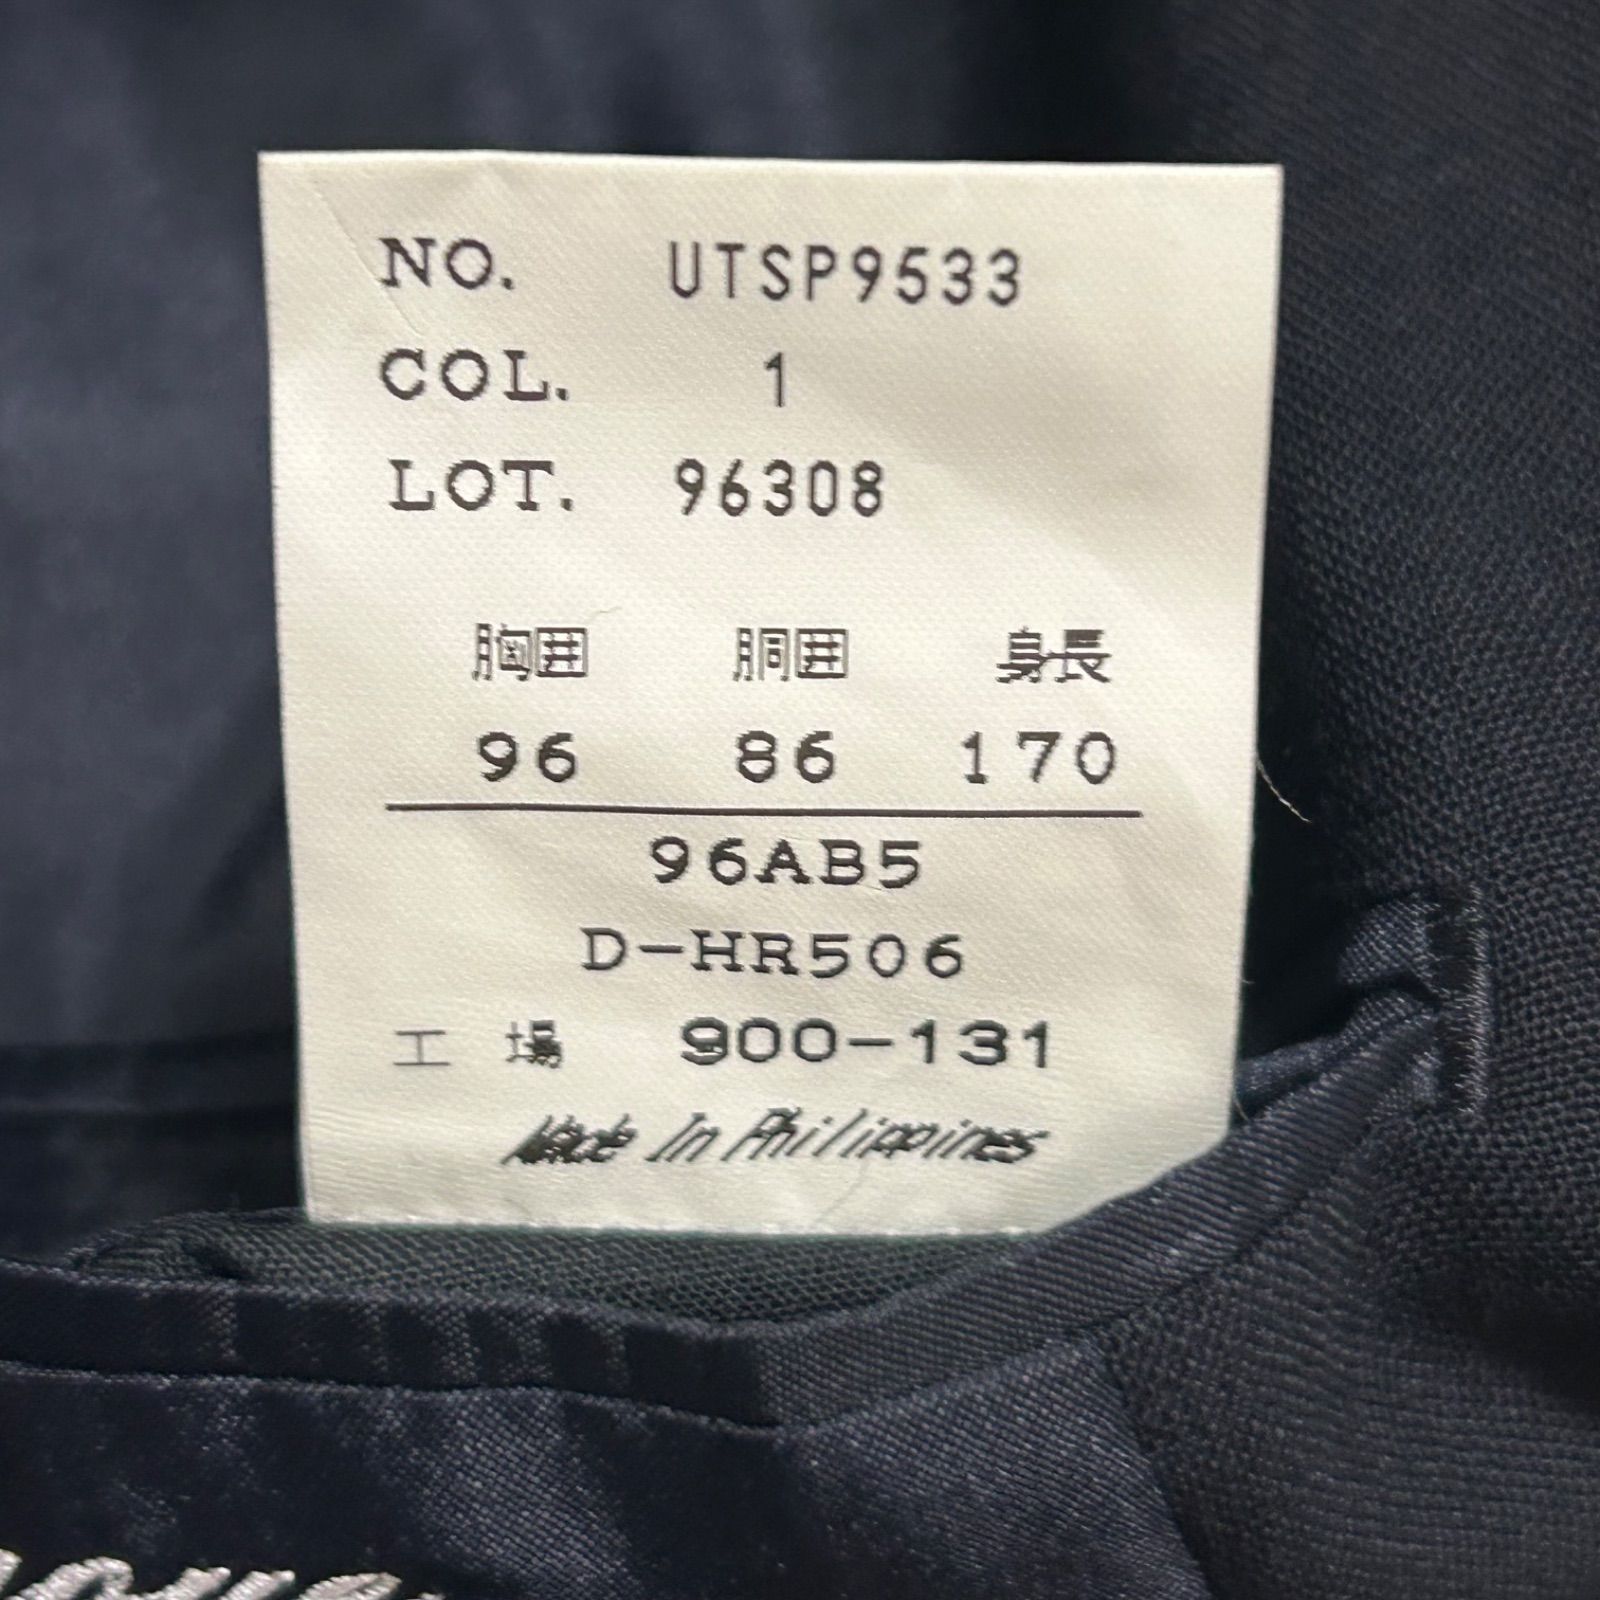 NO. UTSP9533
COL. 1
LOT. 96308
胸囲 胴囲 身長
96 86 170
96AB5
D-HR506
工場 900-131
Made In Philippines